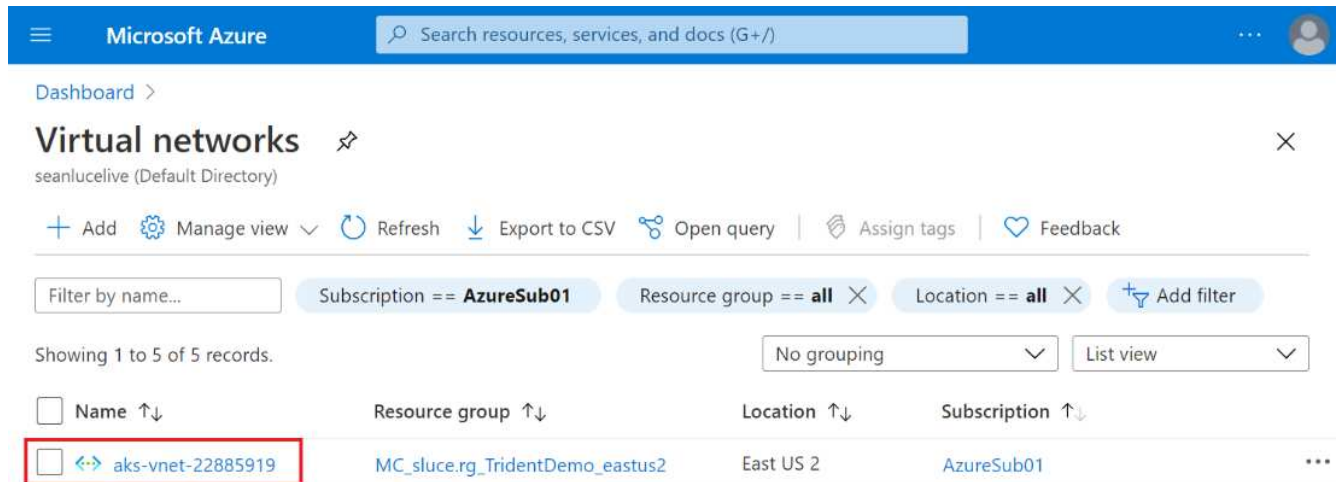 Microsoft Azure
Search resources, services, and docs (G+/)
...
Dashboard >
Virtual networks
seanlucelive (Default Directory)
+ Add Manage view Refresh Export to CSV Open query Assign tags Feedback
Filter by name... Subscription == AzureSub01 Resource group == all Location == all Add filter
Showing 1 to 5 of 5 records. No grouping List view
Name ↑↓ Resource group ↑↓ Location ↑↓ Subscription ↑↓
aks-vnet-22885919 MC_sluce.rg_TridentDemo_eastus2 East US 2 AzureSub01 ...